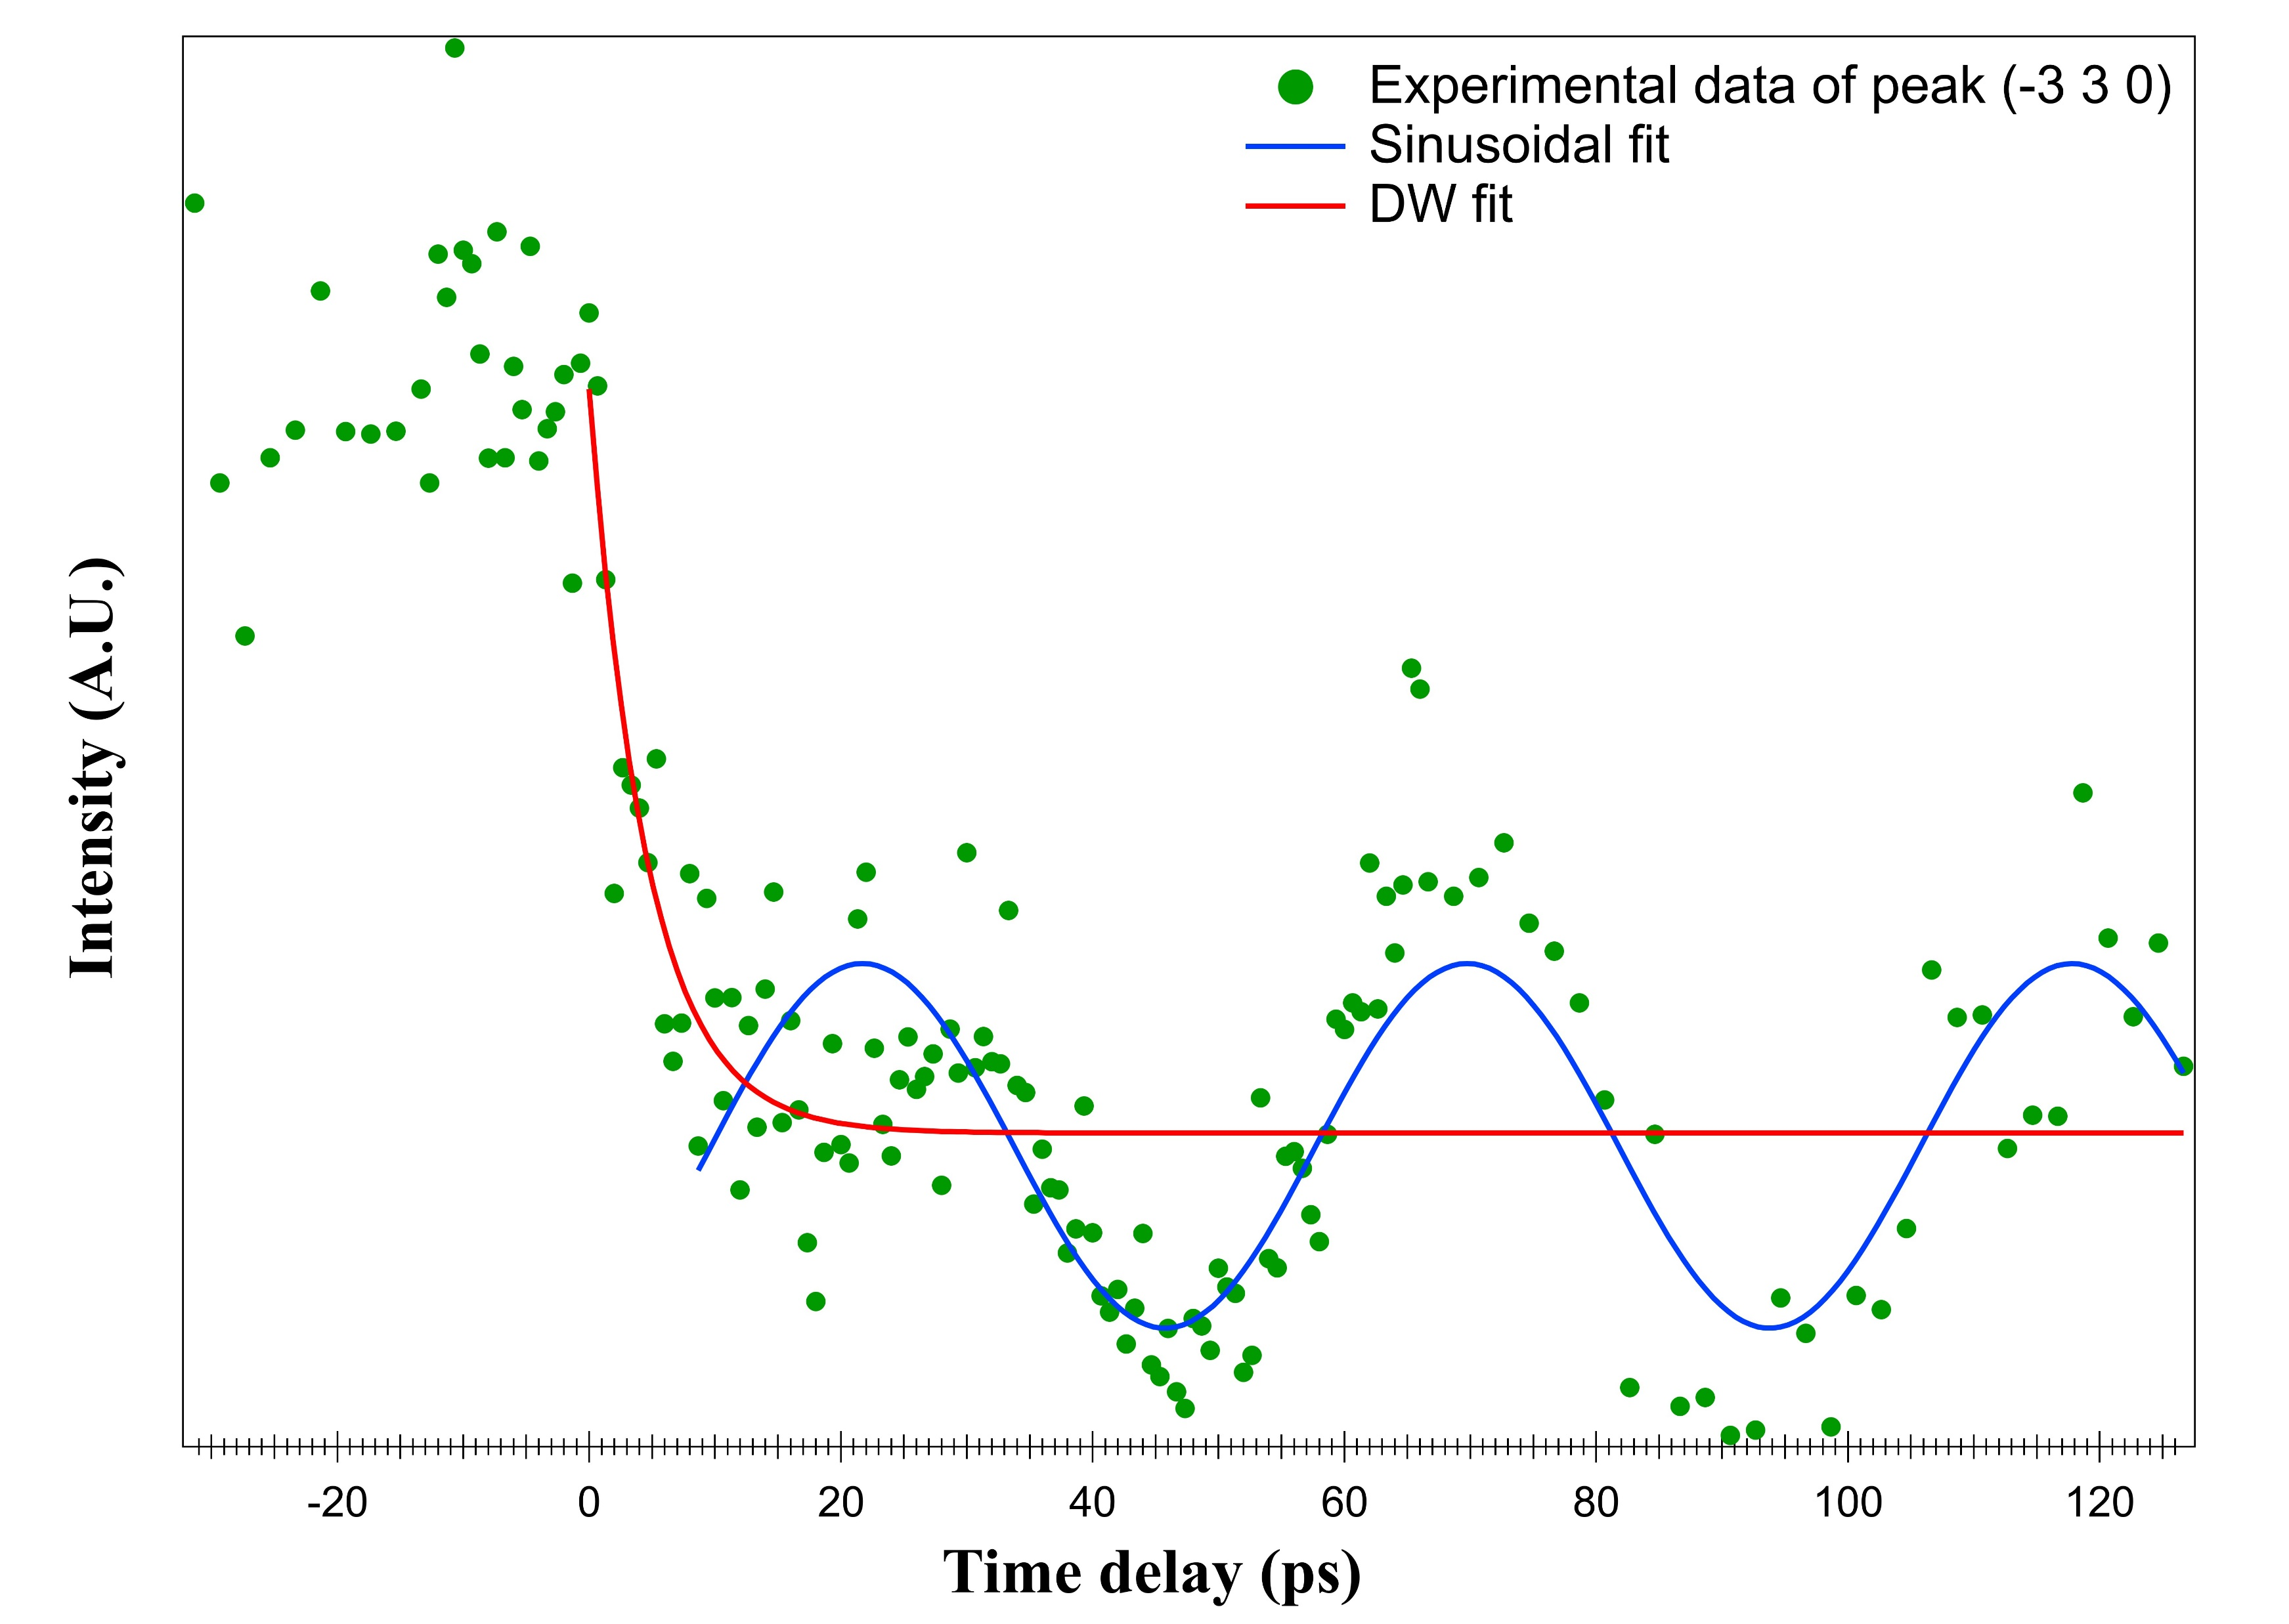 Experimental data of peak (-3 3 0)
Sinusoidal fit
DW fit
Intensity (A.U.)
-20 0 20 40 60 80 100 120
Time delay (ps)